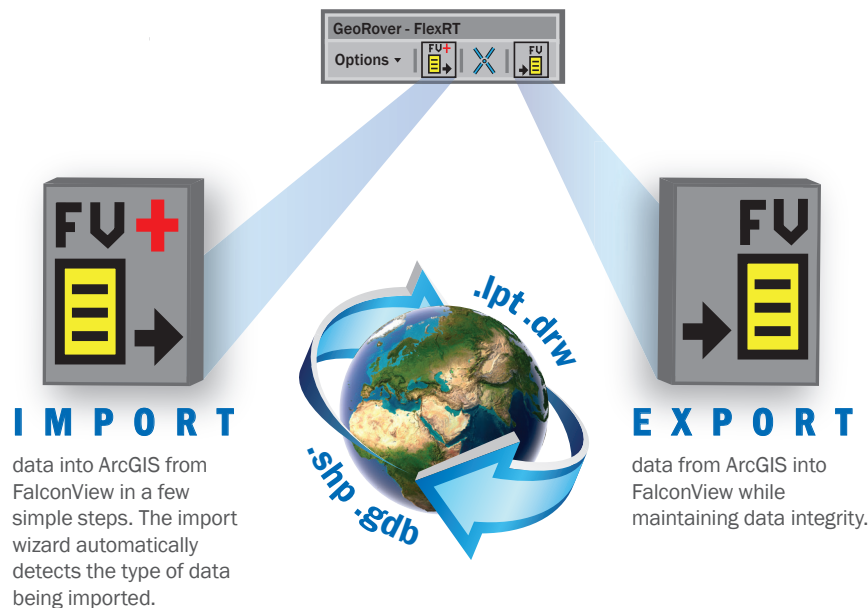 GeoRover - FlexRT
Options
FV+
FV
FV+
FV
.lpt .drw
.shp .gdb
IMPORT
data into ArcGIS from
FalconView in a few
simple steps. The import
wizard automatically
detects the type of data
being imported.
EXPORT
data from ArcGIS into
FalconView while
maintaining data integrity.